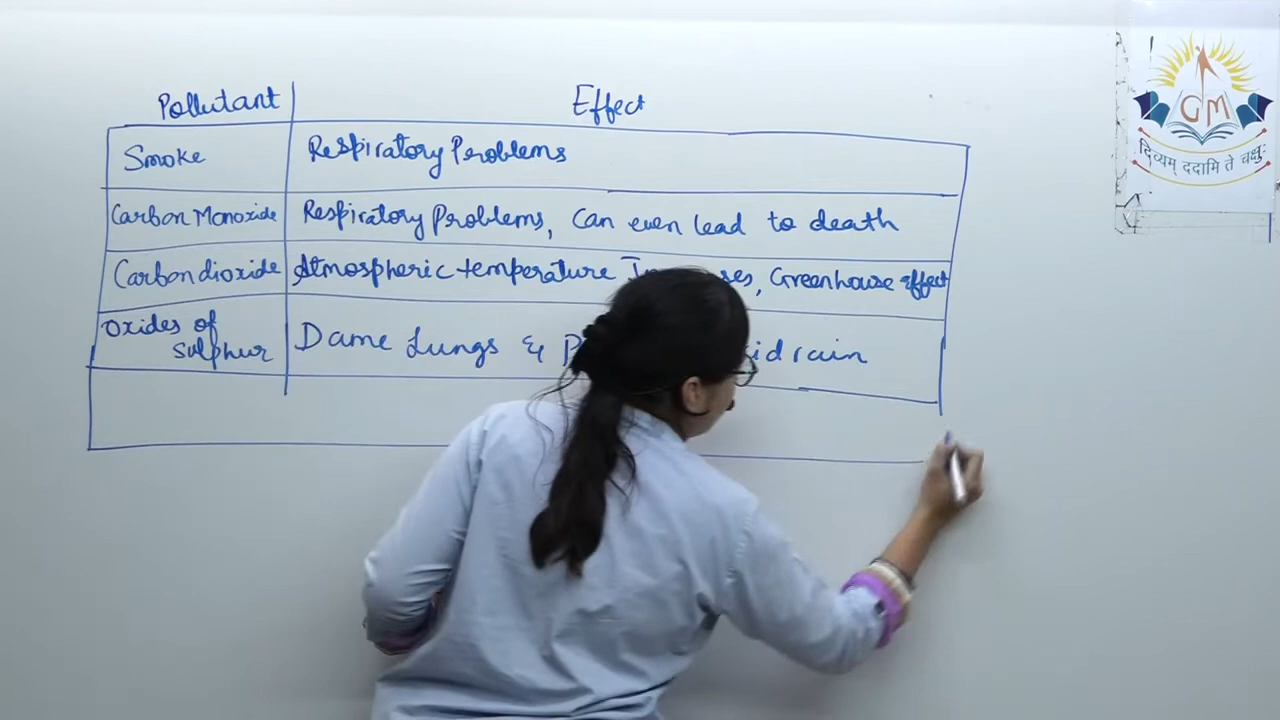 Pollutant Effect
Smoke Respiratory Problems
Carbon Monoxide Respiratory Problems, Can even lead to death
Carbondioxide Atmospheric temperature Greenhouse effect
Oxides of
Sulphur Dame Lungs & rain
GM
दिव्यम् ददामि ते चक्षुः